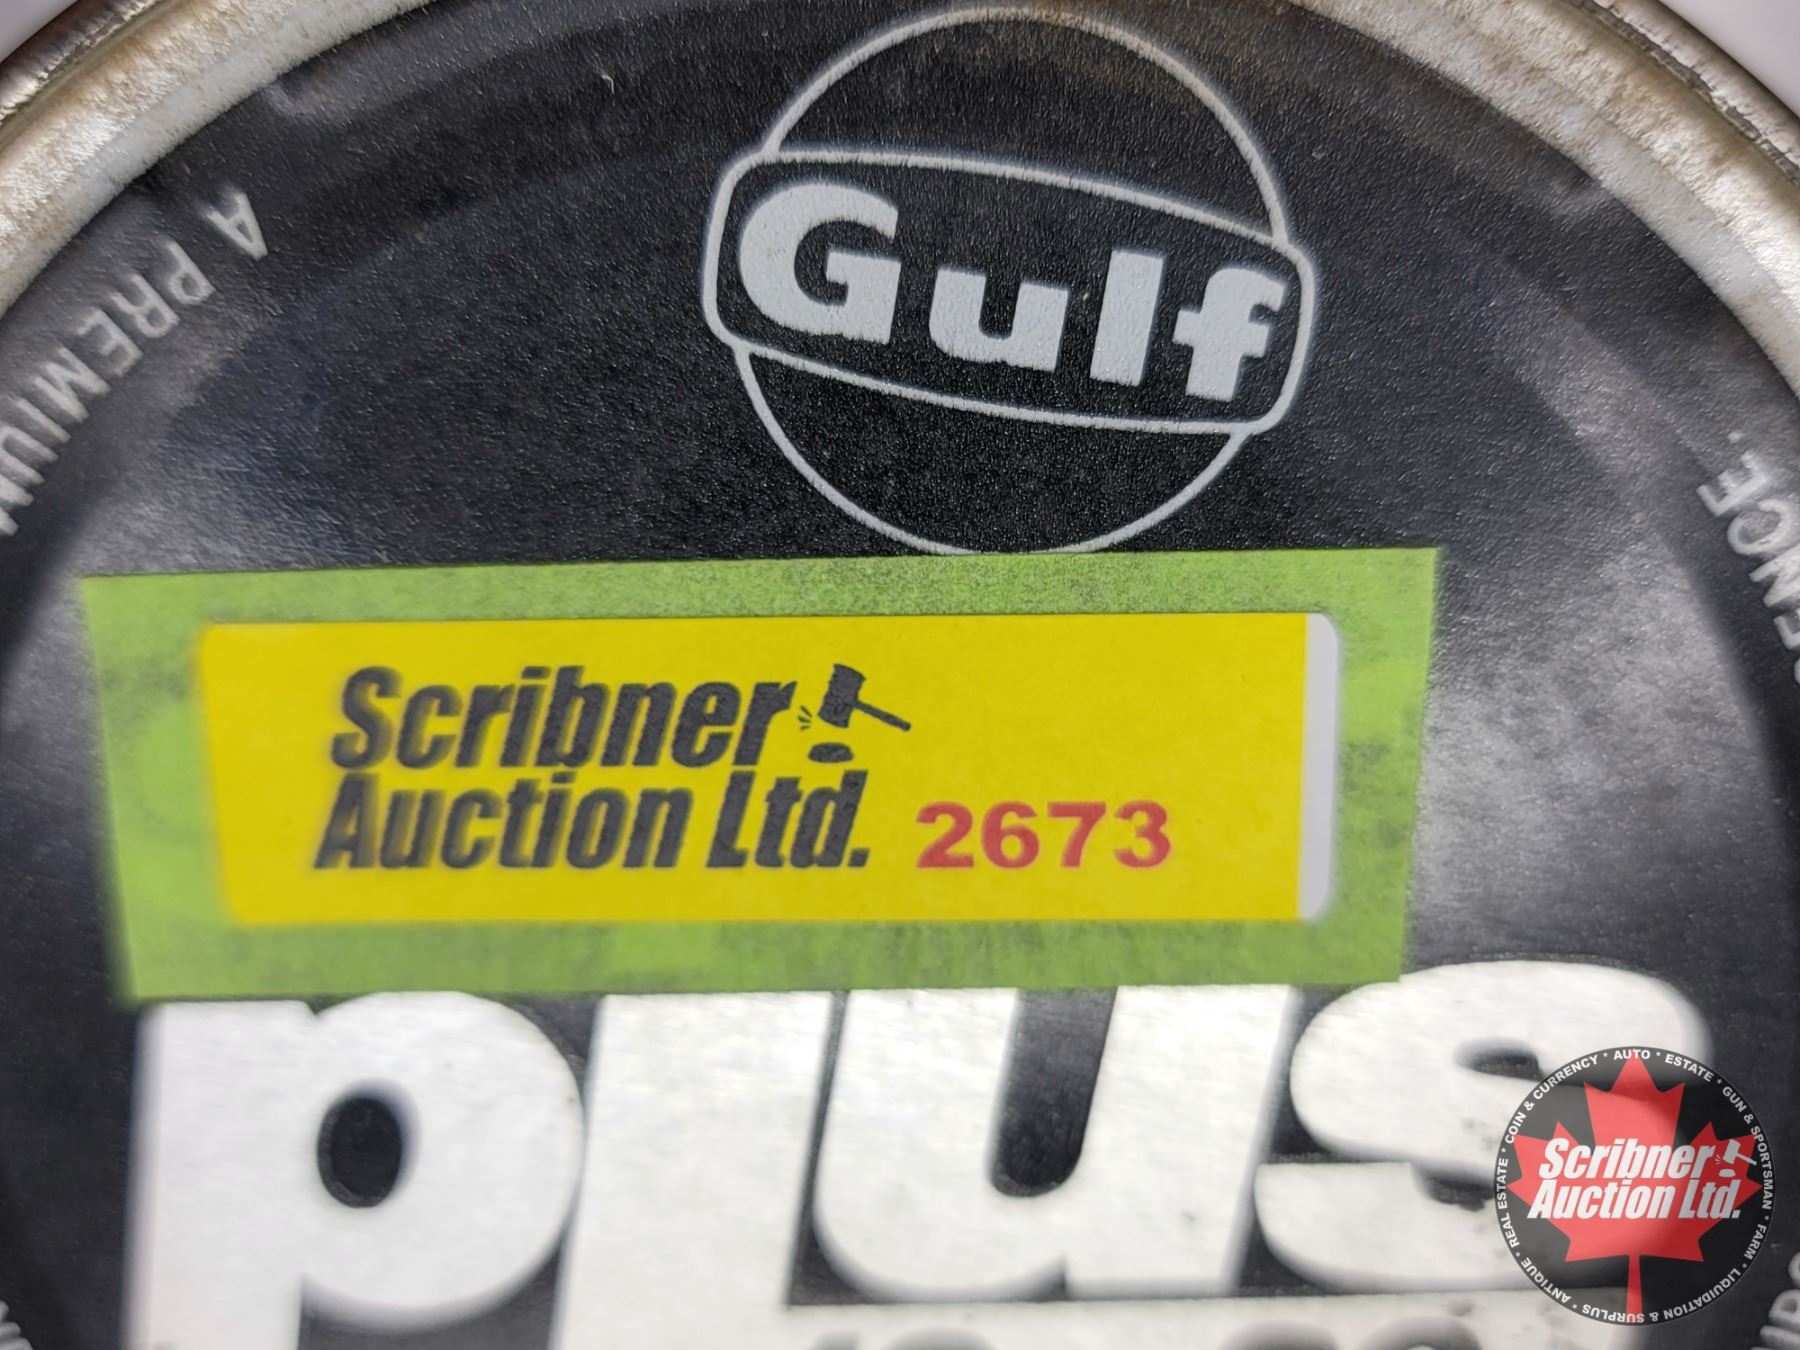 Gulf
A PREMIUM
Scribner
Auction Ltd. 2673
plus
COIN & CURRENCY * AUTO * ESTATE * GUN & SPORTSMAN * FARM * LIQUIDATION & SURPLUS * ANTIQUE * REAL ESTATE *
Scribner
Auction Ltd.